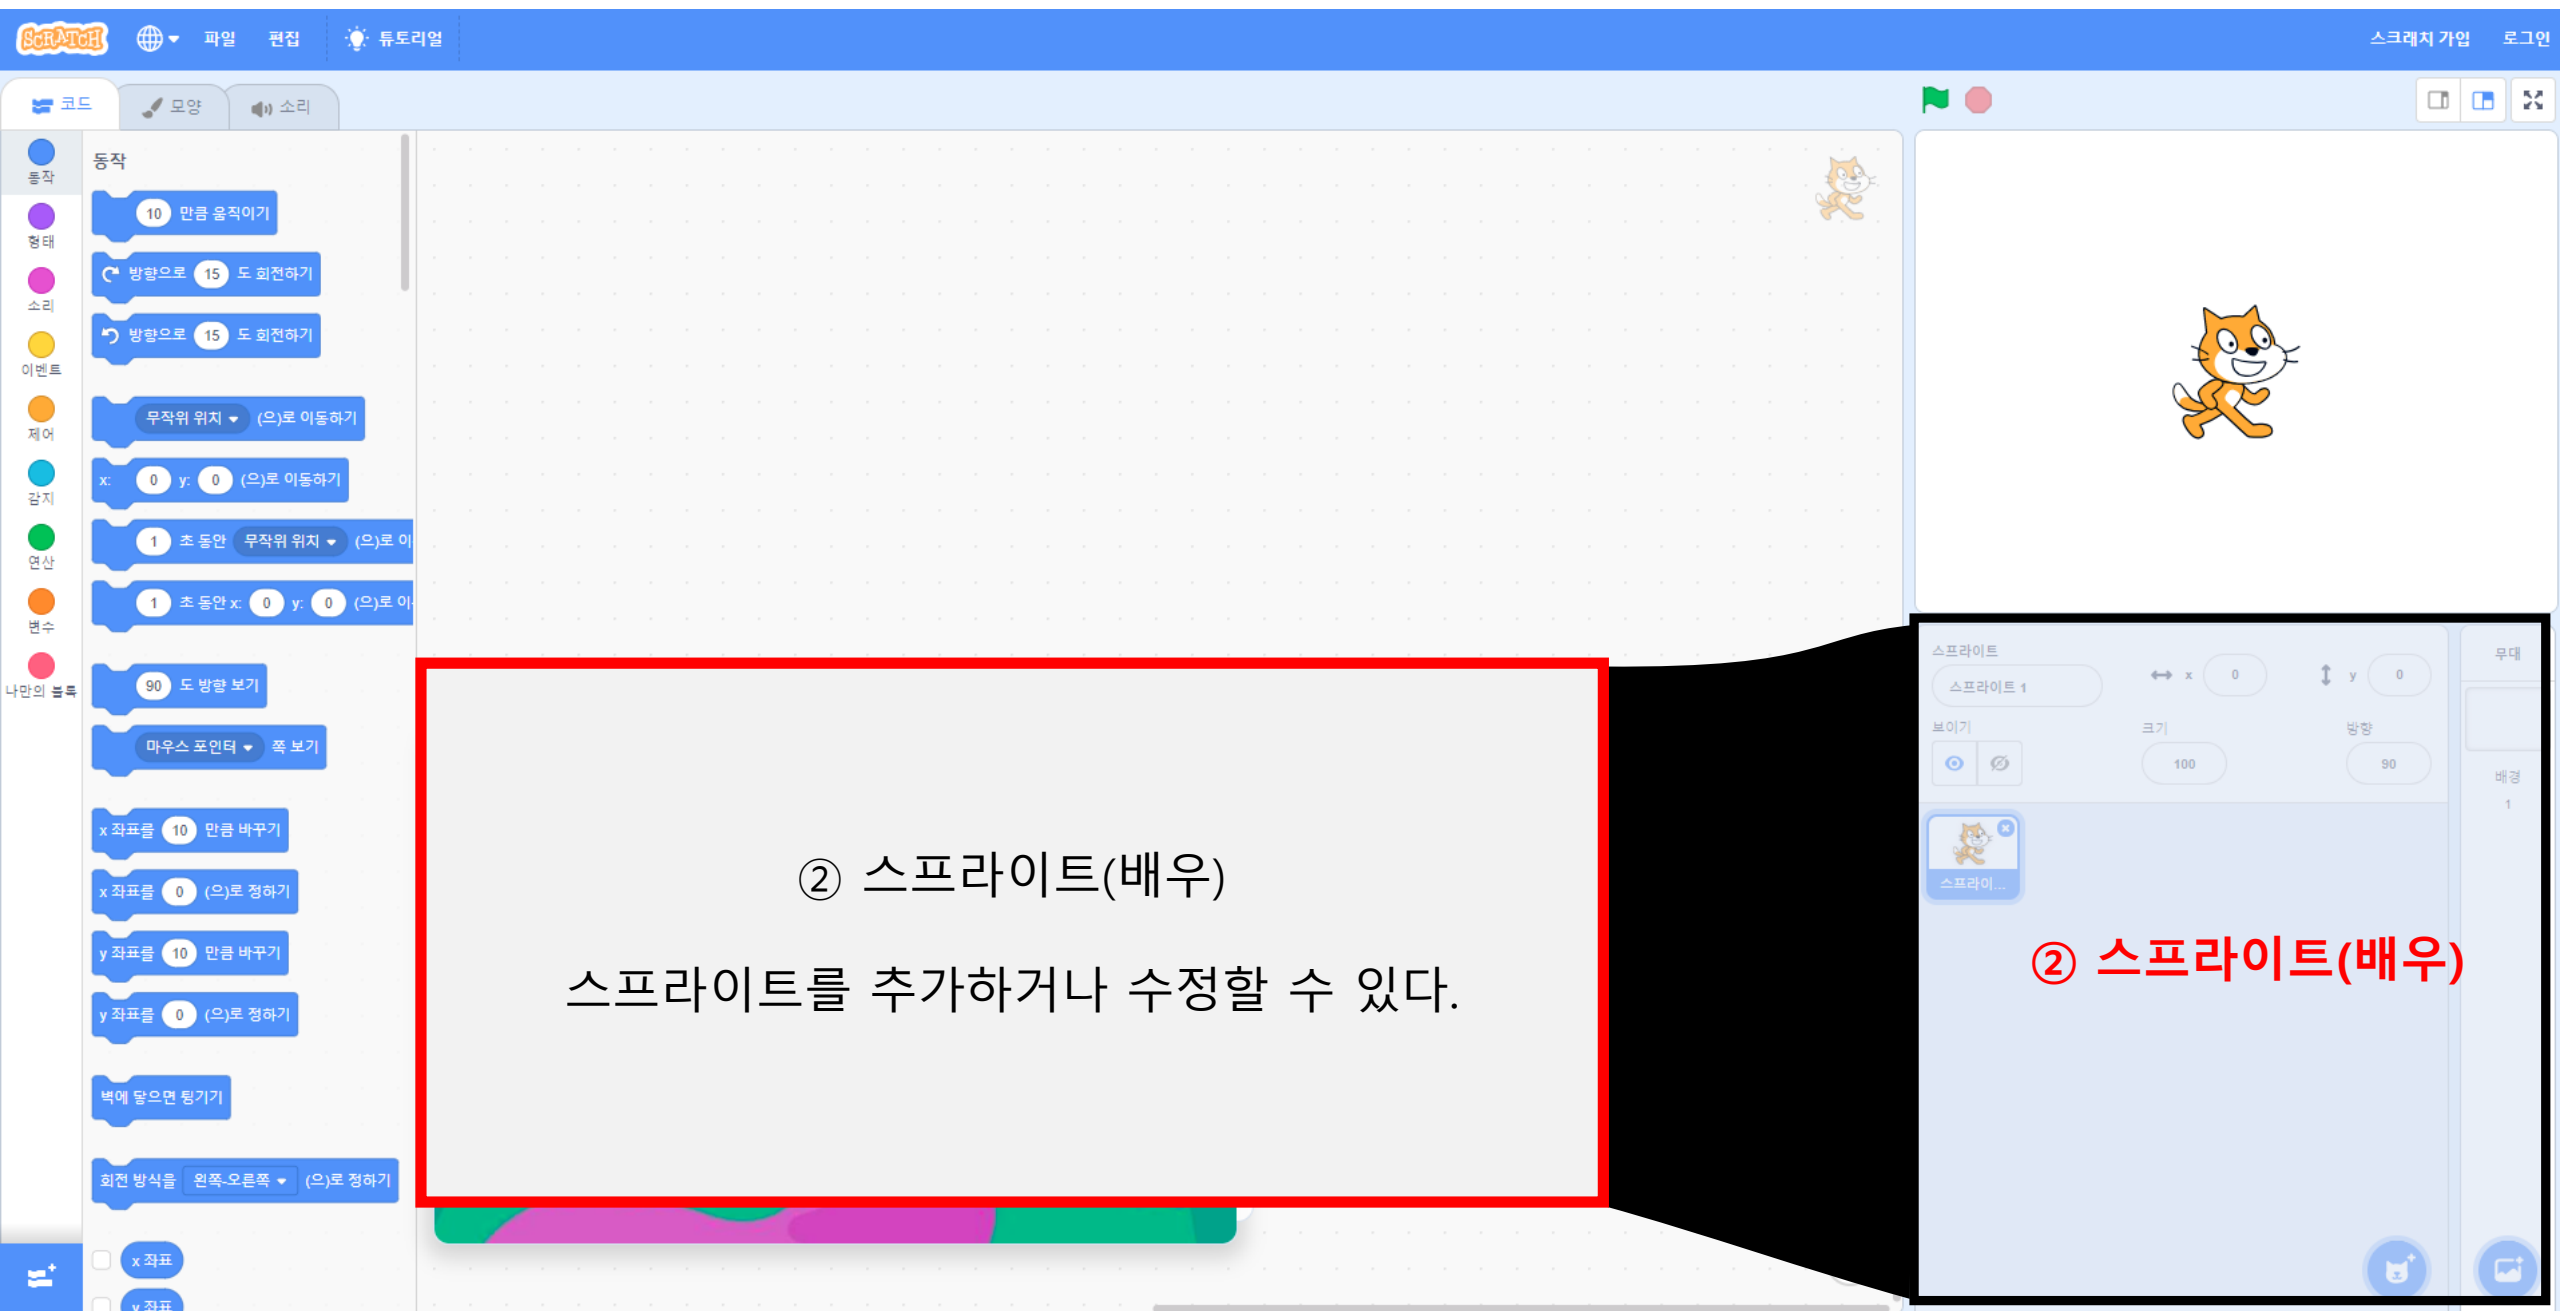 SCRATCH 파일 편집 튜토리얼 스크래치 가입 로그인
코드 모양 소리
동작
형태
소리
이벤트
제어
감지
연산
변수
나만의 블록
동작
10 만큼 움직이기
방향으로 15 도 회전하기
방향으로 15 도 회전하기
무작위 위치 (으)로 이동하기
x: 0 y: 0 (으)로 이동하기
1 초 동안 무작위 위치 (으)로 이
1 초 동안 x: 0 y: 0 (으)로 이
90 도 방향 보기
마우스 포인터 쪽 보기
x 좌표를 10 만큼 바꾸기
x 좌표를 0 (으)로 정하기
y 좌표를 10 만큼 바꾸기
y 좌표를 0 (으)로 정하기
벽에 닿으면 튕기기
회전 방식을 왼쪽-오른쪽 (으)로 정하기
x 좌표
y 좌표
② 스프라이트(배우)
스프라이트를 추가하거나 수정할 수 있다.
스프라이트
스프라이트 1 x 0 y 0
보이기 크기 방향
100 90
스프라이...
② 스프라이트(배우)
무대
배경
1